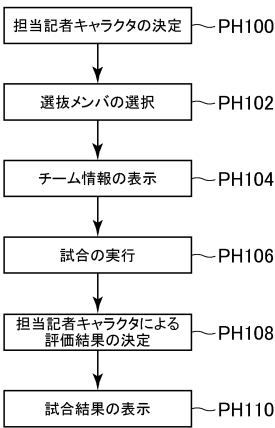 担当記者キャラクタの決定 PH100
選抜メンバの選択 PH102
チーム情報の表示 PH104
試合の実行 PH106
担当記者キャラクタによる
評価結果の決定 PH108
試合結果の表示 PH110